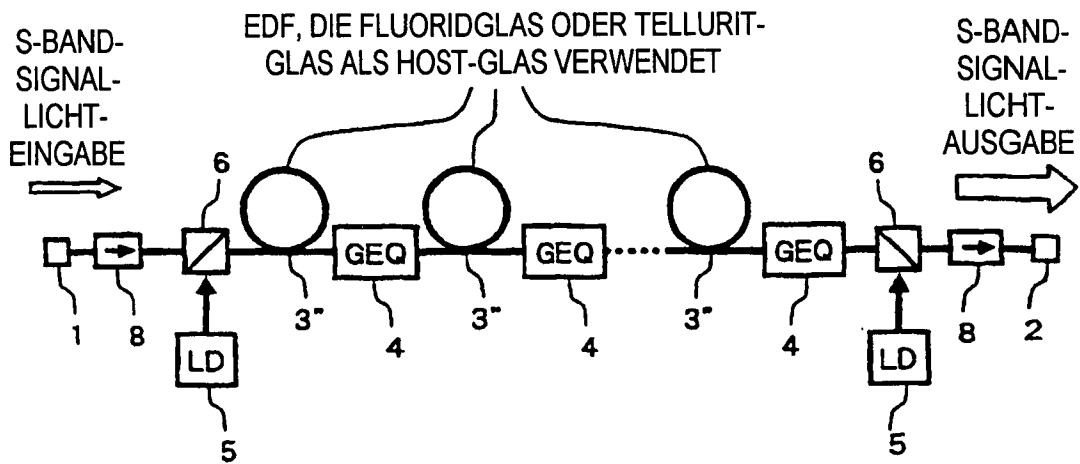 S-BAND-
SIGNAL-
LICHT-
EINGABE
EDF, DIE FLUORIDGLAS ODER TELLURIT-
GLAS ALS HOST-GLAS VERWENDET
S-BAND-
SIGNAL-
LICHT-
AUSGABE
6
6
GEQ
GEQ
GEQ
1
8
3"
4
3"
4
3"
4
8
2
LD
LD
5
5